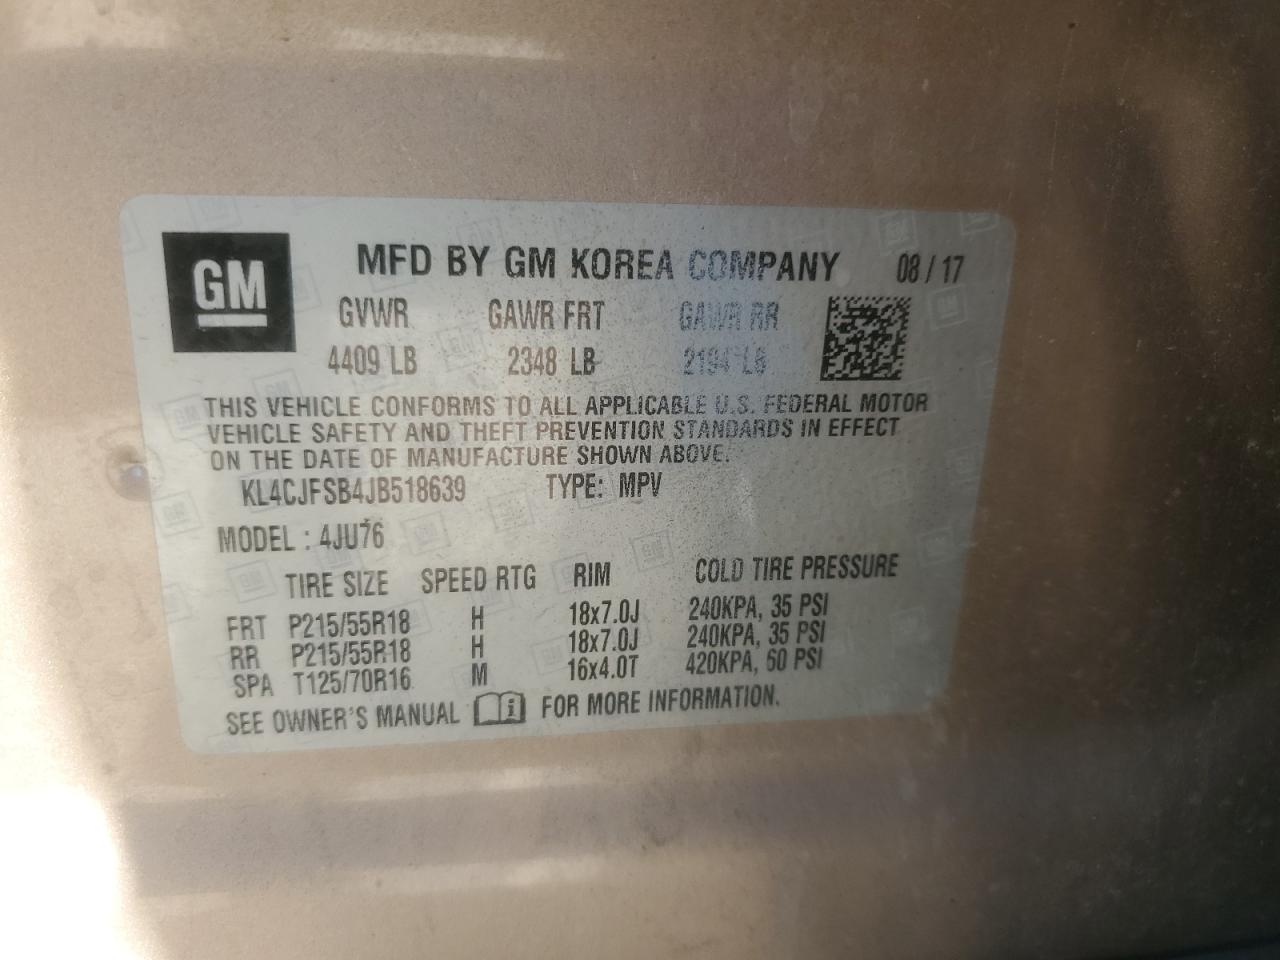 GM
MFD BY GM KOREA COMPANY 08 / 17
GVWR GAWR FRT GAWR RR
4409 LB 2348 LB 2194 LB
THIS VEHICLE CONFORMS TO ALL APPLICABLE U.S. FEDERAL MOTOR
VEHICLE SAFETY AND THEFT PREVENTION STANDARDS IN EFFECT
ON THE DATE OF MANUFACTURE SHOWN ABOVE.
KL4CJFSB4JB518639 TYPE: MPV
MODEL : 4JU76
TIRE SIZE SPEED RTG RIM COLD TIRE PRESSURE
FRT P215/55R18 H 18x7.0J 240KPA, 35 PSI
RR P215/55R18 H 18x7.0J 240KPA, 35 PSI
SPA T125/70R16 M 16x4.0T 420KPA, 60 PSI
SEE OWNER'S MANUAL i FOR MORE INFORMATION.